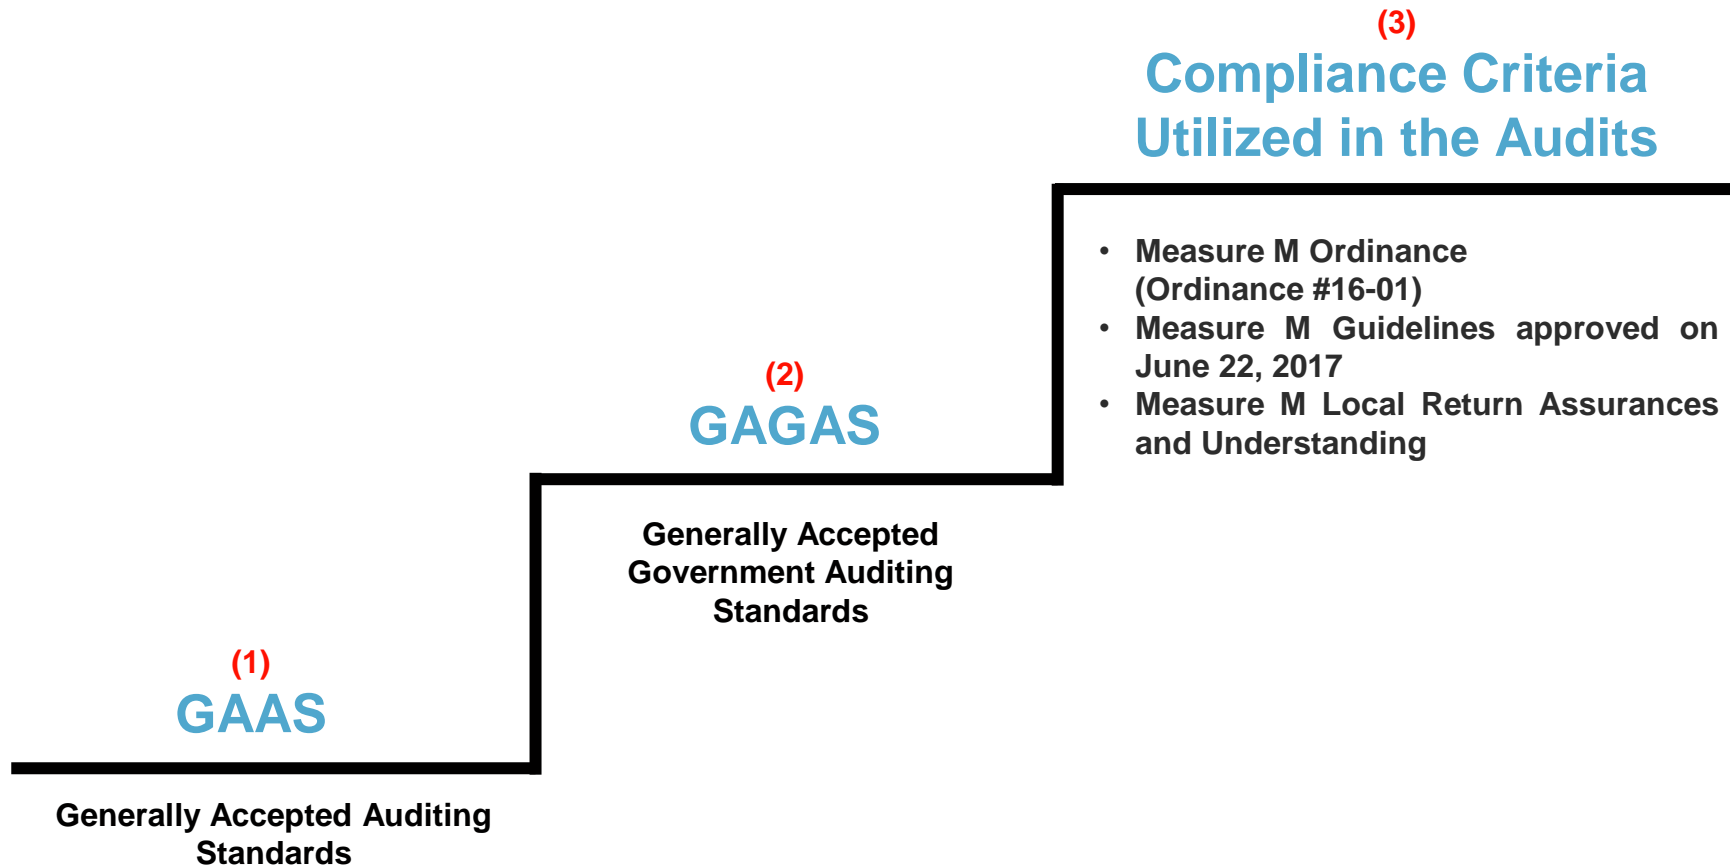 (3)
Compliance Criteria
Utilized in the Audits
• Measure M Ordinance
(Ordinance #16-01)
• Measure M Guidelines approved on
June 22, 2017
• Measure M Local Return Assurances
and Understanding
(2)
GAGAS
Generally Accepted
Government Auditing
Standards
(1)
GAAS
Generally Accepted Auditing
Standards